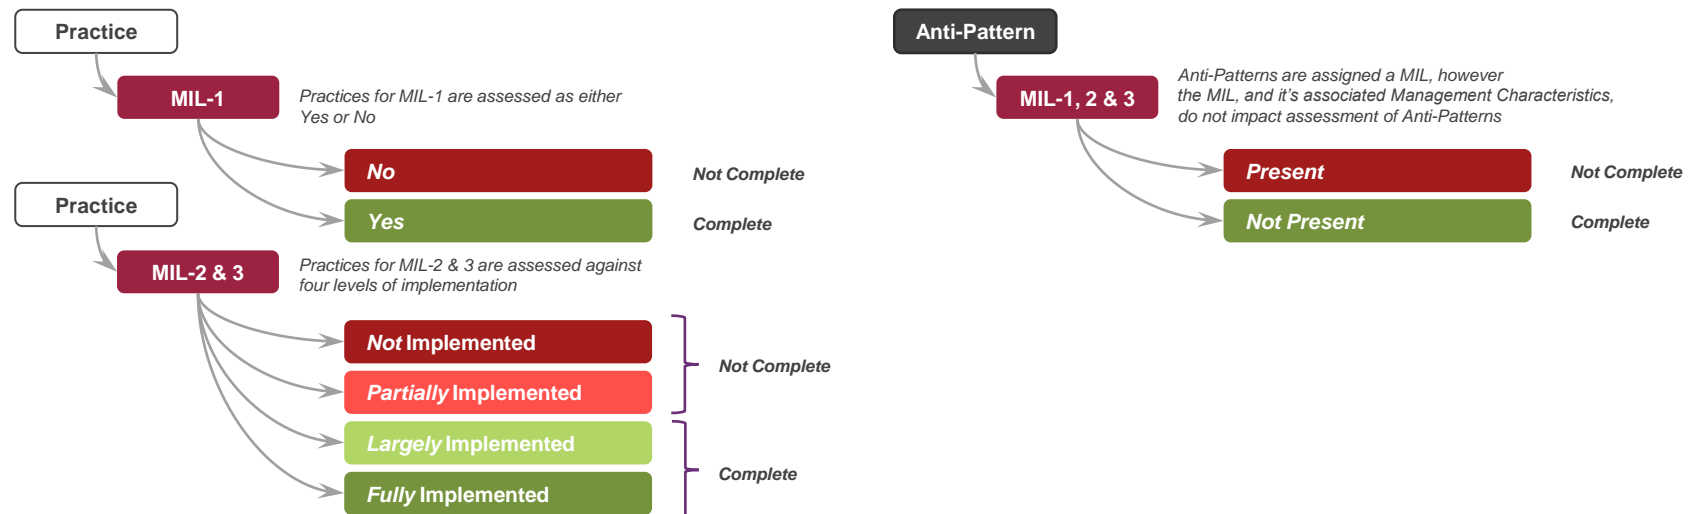 Practice
MIL-1
Practices for MIL-1 are assessed as either
Yes or No
No
Not Complete
Yes
Complete
Practice
MIL-2 & 3
Practices for MIL-2 & 3 are assessed against
four levels of implementation
Not Implemented
Partially Implemented
Not Complete
Largely Implemented
Fully Implemented
Complete
Anti-Pattern
MIL-1, 2 & 3
Anti-Patterns are assigned a MIL, however
the MIL, and it's associated Management Characteristics,
do not impact assessment of Anti-Patterns
Present
Not Complete
Not Present
Complete